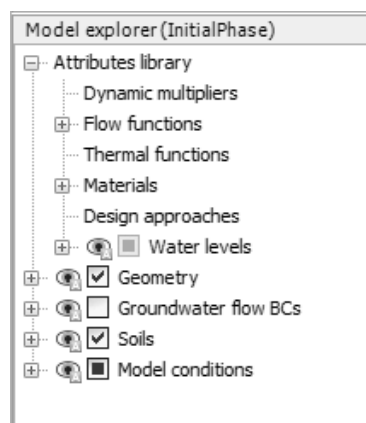 Model explorer (InitialPhase)
Attributes library
Dynamic multipliers
Flow functions
Thermal functions
Materials
Design approaches
Water levels
Geometry
Groundwater flow BCs
Soils
Model conditions